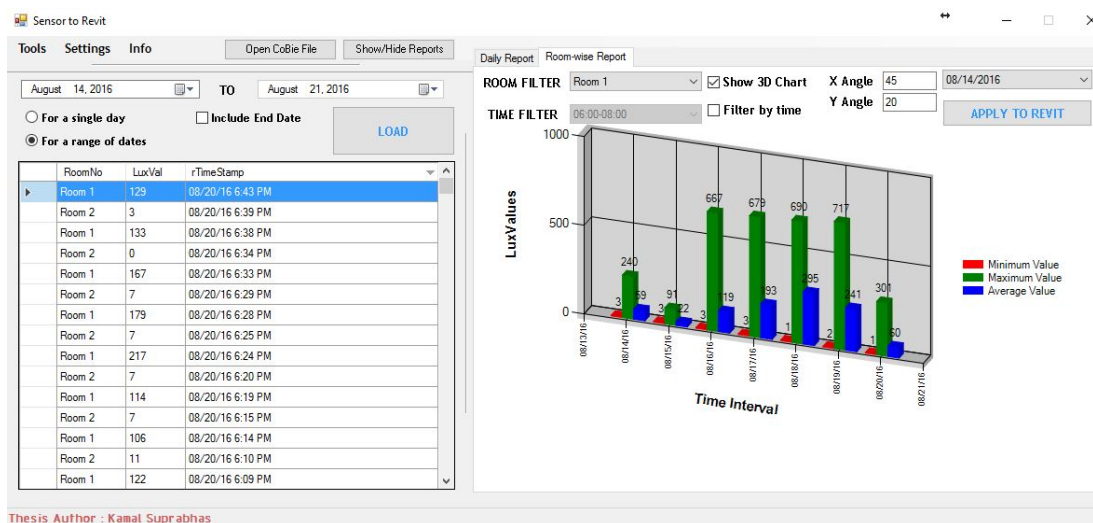 Sensor to Revit
Tools Settings Info Open CoBie File Show/Hide Reports
August 14, 2016 TO August 21, 2016
For a single day Include End Date
For a range of dates LOAD
RoomNo LuxVal rTimeStamp
Room 1 129 08/20/16 6:43 PM
Room 2 3 08/20/16 6:39 PM
Room 1 133 08/20/16 6:38 PM
Room 2 0 08/20/16 6:34 PM
Room 1 167 08/20/16 6:33 PM
Room 2 7 08/20/16 6:29 PM
Room 1 179 08/20/16 6:28 PM
Room 2 7 08/20/16 6:25 PM
Room 1 217 08/20/16 6:24 PM
Room 2 7 08/20/16 6:20 PM
Room 1 114 08/20/16 6:19 PM
Room 2 7 08/20/16 6:15 PM
Room 1 106 08/20/16 6:14 PM
Room 2 11 08/20/16 6:10 PM
Room 1 122 08/20/16 6:09 PM
Daily Report Room-wise Report
ROOM FILTER Room 1 Show 3D Chart X Angle 45 08/14/2016
TIME FILTER 06:00-08:00 Filter by time Y Angle 20 APPLY TO REVIT
LuxValues
1000
500
0
3 240 59
3 91 22
3 667 119
3 679 193
1 690 295
2 717 241
1 301 60
08/13/16
08/14/16
08/15/16
08/16/16
08/17/16
08/18/16
08/19/16
08/20/16
08/21/16
Time Interval
Minimum Value
Maximum Value
Average Value
Thesis Author : Kamal Suprabhas